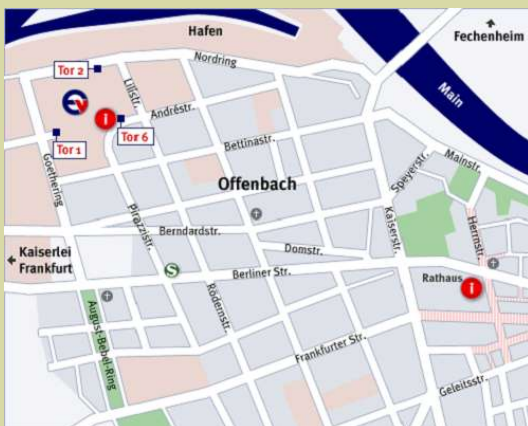 Hafen
Fechenheim
Nordring
Main
Tor 2
Lilistr.
Andréstr.
i
Tor 6
Tor 1
Bettinastr.
Mainstr.
Speyerstr.
Goethering
Offenbach
Pirazzistr.
Kaiserstr.
Herrnstr.
Berndardstr.
Domstr.
Kaiserlei
Frankfurt
S
Berliner Str.
Rathaus
i
Rödernstr.
August-Bebel-Ring
Frankfurter Str.
Geleitsstr.